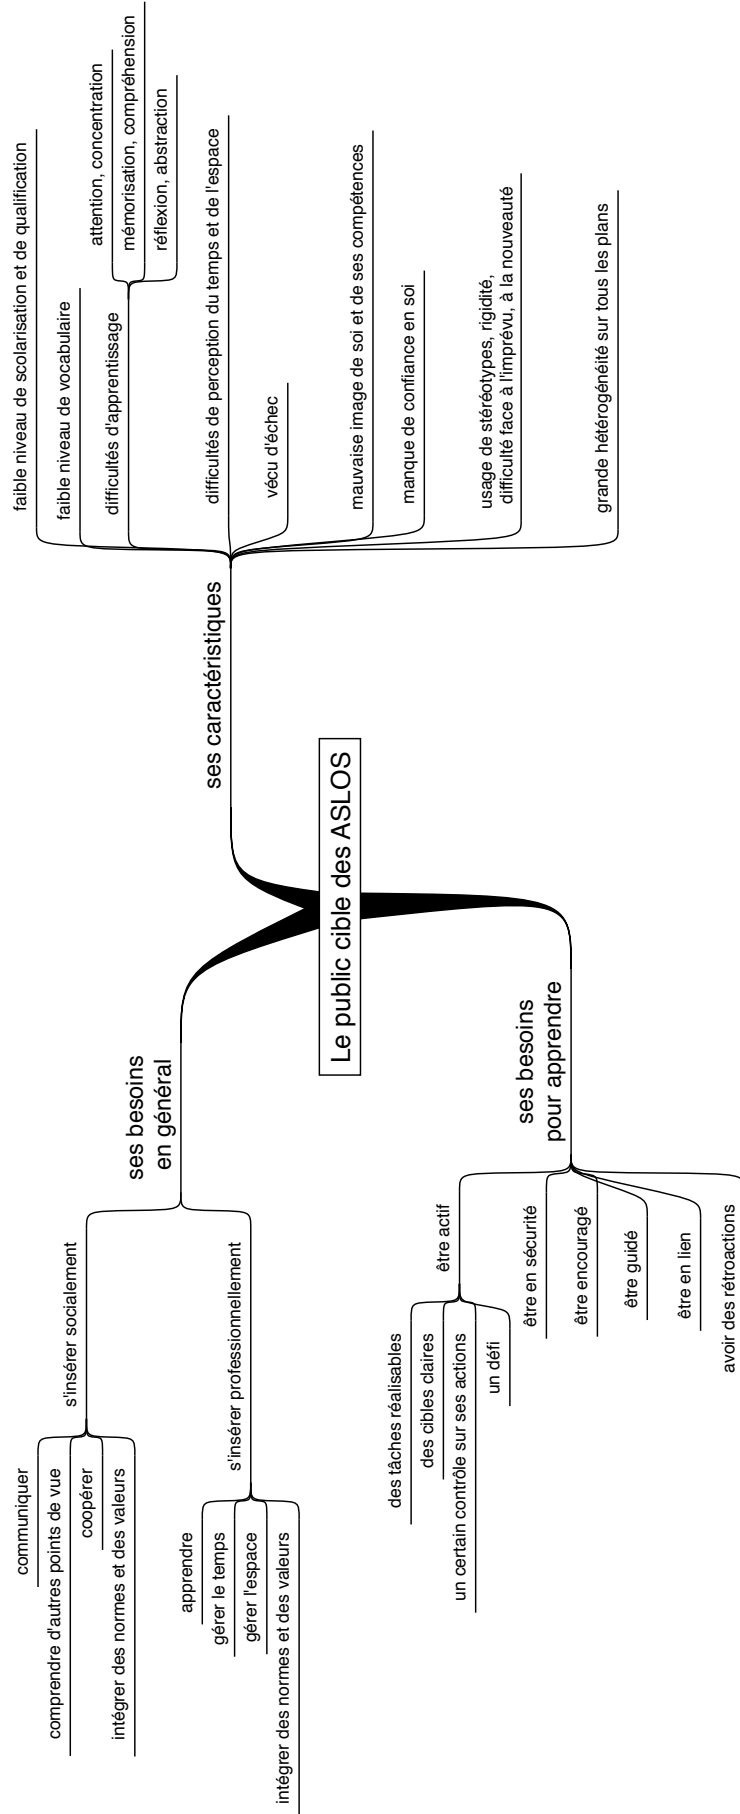 Le public cible des ASLOS
ses caractéristiques
faible niveau de scolarisation et de qualification
faible niveau de vocabulaire
difficultés d'apprentissage
attention, concentration
mémorisation, compréhension
réflexion, abstraction
difficultés de perception du temps et de l'espace
vécu d'échec
mauvaise image de soi et de ses compétences
manque de confiance en soi
usage de stéréotypes, rigidité,
difficulté face à l'imprévu, à la nouveauté
grande hétérogénéité sur tous les plans
ses besoins
en général
s'insérer socialement
communiquer
comprendre d'autres points de vue
coopérer
intégrer des normes et des valeurs
s'insérer professionnellement
apprendre
gérer le temps
gérer l'espace
intégrer des normes et des valeurs
ses besoins
pour apprendre
être actif
des tâches réalisables
des cibles claires
un certain contrôle sur ses actions
un défi
être en sécurité
être encouragé
être guidé
être en lien
avoir des rétroactions